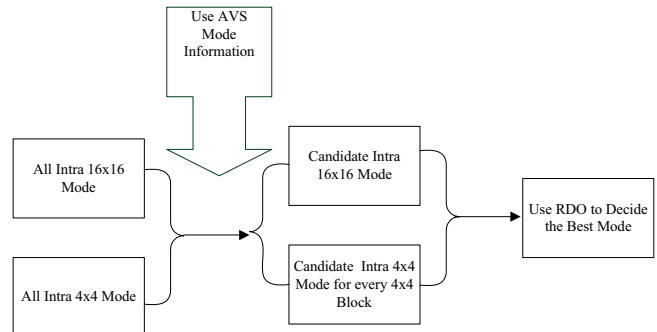 Use AVS
Mode
Information
All Intra 16x16
Mode
Candidate Intra
16x16 Mode
Use RDO to Decide
the Best Mode
All Intra 4x4 Mode
Candidate Intra 4x4
Mode for every 4x4
Block